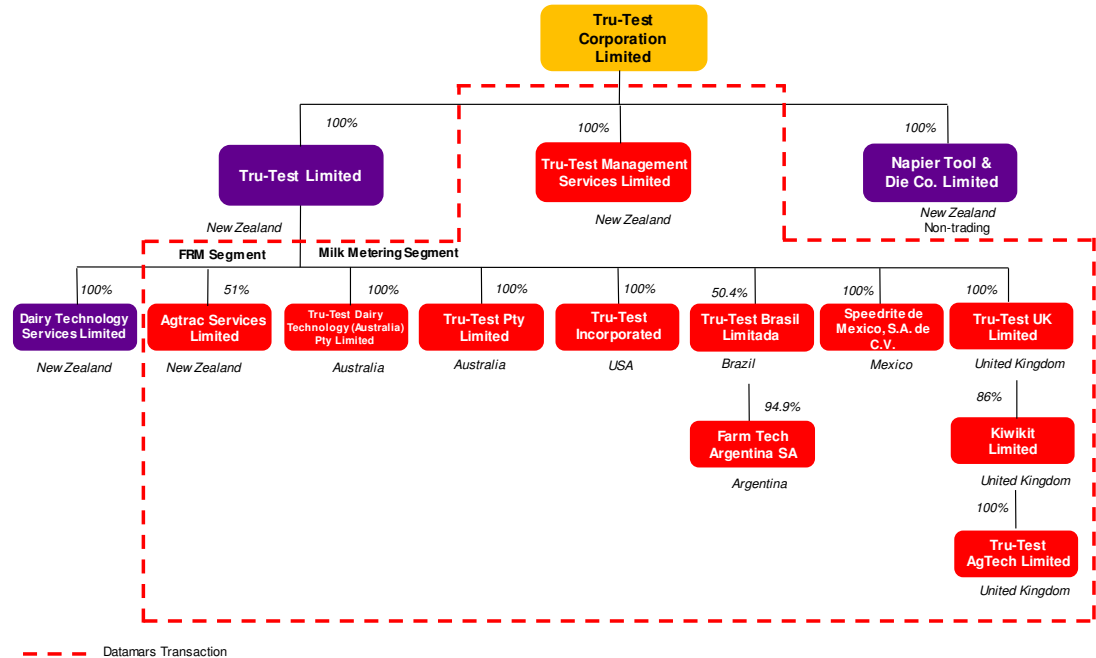 Tru-Test
Corporation
Limited
100%
100%
100%
Tru-Test Limited
Tru-Test Management
Services Limited
Napier Tool &
Die Co. Limited
New Zealand
New Zealand
New Zealand
Non-trading
FRM Segment
Milk Metering Segment
100%
51%
100%
100%
100%
50.4%
100%
100%
Dairy Technology
Services Limited
Agtrac Services
Limited
Tru-Test Dairy
Technology (Australia)
Pty Limited
Tru-Test Pty
Limited
Tru-Test
Incorporated
Tru-Test Brasil
Limitada
Speedrite de
Mexico, S.A. de
C.V.
Tru-Test UK
Limited
New Zealand
New Zealand
Australia
Australia
USA
Brazil
Mexico
United Kingdom
94.9%
86%
Farm Tech
Argentina SA
Kiwikit
Limited
Argentina
United Kingdom
100%
Tru-Test
AgTech Limited
United Kingdom
Datamars Transaction